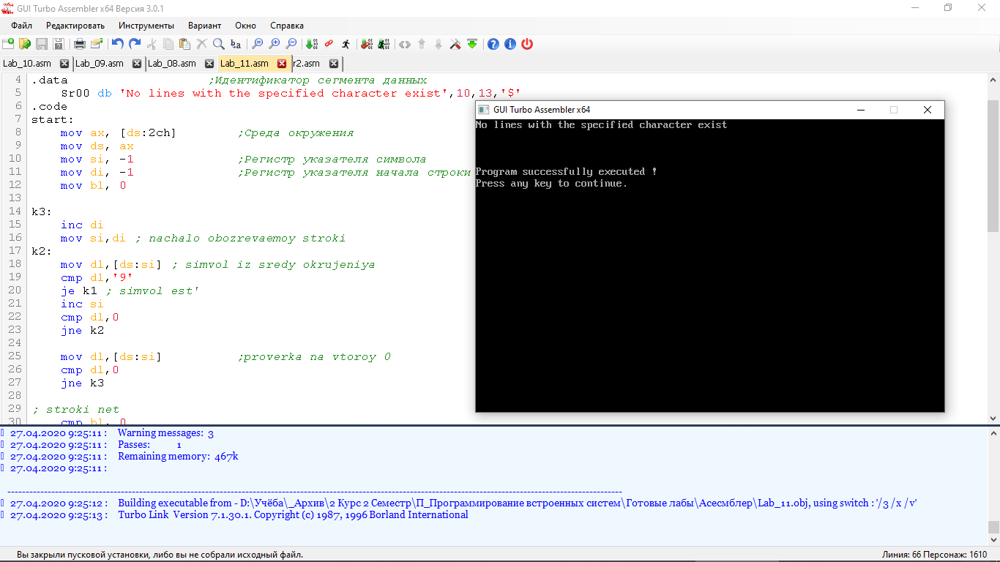 GUI Turbo Assembler x64 Версия 3.0.1
Файл Редактировать Инструменты Вариант Окно Справка
Lab_10.asm Lab_09.asm Lab_08.asm Lab_11.asm r2.asm
4 .data ;Идентификатор сегмента данных
5 Sr00 db 'No lines with the specified character exist',10,13,'$'
6 .code
7 start:
8 mov ax, [ds:2ch] ;Среда окружения
9 mov ds, ax
10 mov si, -1 ;Регистр указателя символа
11 mov di, -1 ;Регистр указателя начала строки
12 mov bl, 0
13
14 k3:
15 inc di
16 mov si,di ; nachalo obozrevaemoy stroki
17 k2:
18 mov dl,[ds:si] ; simvol iz sredy okrujeniya
19 cmp dl,'9'
20 je k1 ; simvol est'
21 inc si
22 cmp dl,0
23 jne k2
24
25 mov dl,[ds:si] ;proverka na vtoroy 0
26 cmp dl,0
27 jne k3
28
29 ; stroki net
30 cmp bl, 0
GUI Turbo Assembler x64
No lines with the specified character exist
Program successfully executed !
Press any key to continue.
27.04.2020 9:25:11 : Warning messages: 3
27.04.2020 9:25:11 : Passes: 1
27.04.2020 9:25:11 : Remaining memory: 467k
27.04.2020 9:25:11 :
27.04.2020 9:25:12 : Building executable from - D:\Учёба\_Архив\2 Курс 2 Семестр\П_Программирование встроенных систем\Готовые лабы\Асесмблер\Lab_11.obj, using switch : '/3 /x /v'
27.04.2020 9:25:13 : Turbo Link Version 7.1.30.1. Copyright (c) 1987, 1996 Borland International
Вы закрыли пусковой установки, либо вы не собрали исходный файл. Линия: 66 Персонаж: 1610